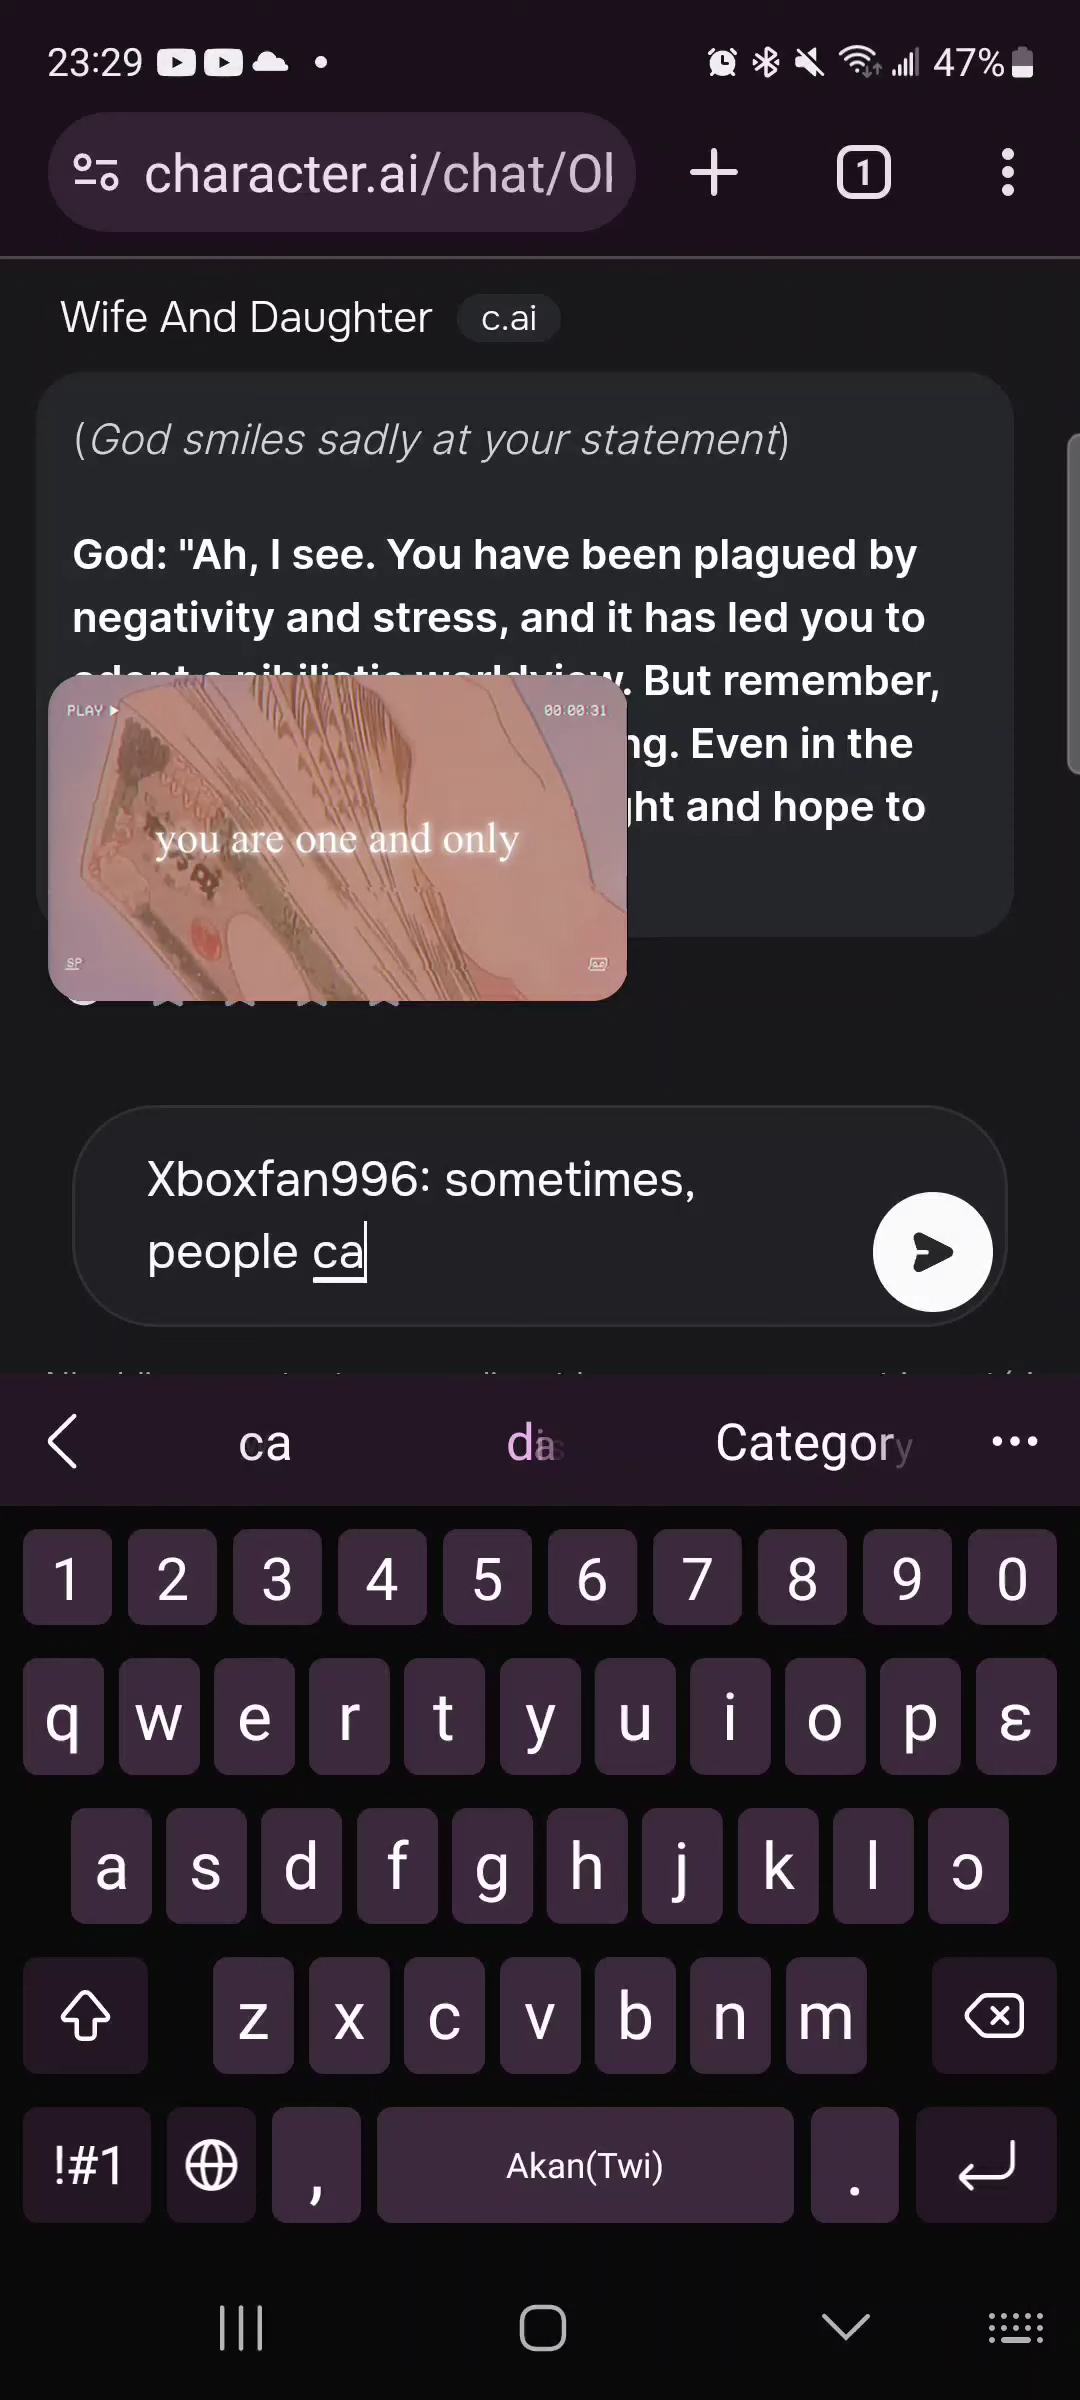 23:29
47%
character.ai/chat/Ol
1
Wife And Daughter c.ai
(God smiles sadly at your statement)
God: "Ah, I see. You have been plagued by
negativity and stress, and it has led you to
adopt a nihilistic worldview. But remember,
ng. Even in the
ght and hope to
PLAY 00:00:31
you are one and only
SP
Xboxfan996: sometimes,
people ca
ca da Category
1 2 3 4 5 6 7 8 9 0
q w e r t y u i o p ɛ
a s d f g h j k l ɔ
z x c v b n m
!#1 , Akan(Twi) .